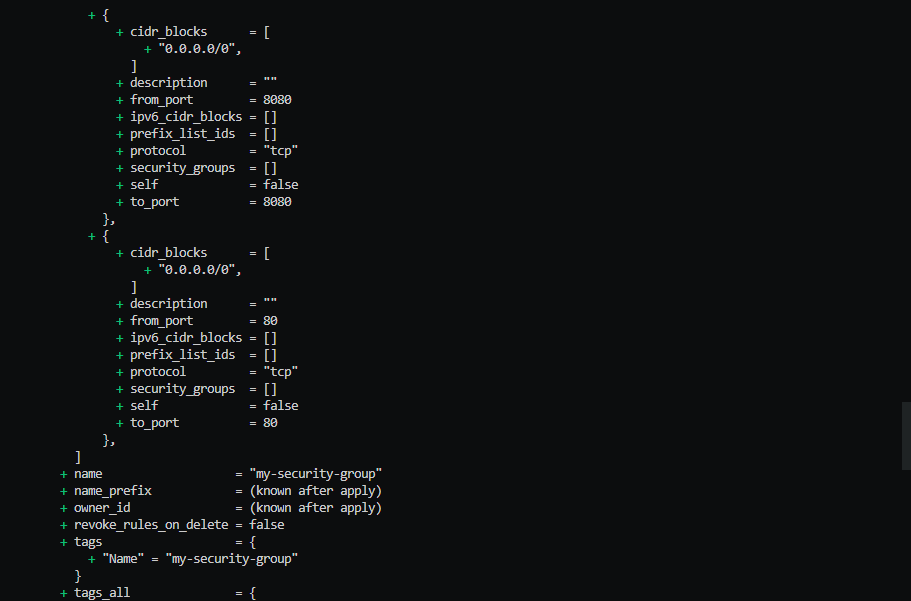 + {
+ cidr_blocks      = [
+ "0.0.0.0/0",
]
+ description      = ""
+ from_port        = 8080
+ ipv6_cidr_blocks = []
+ prefix_list_ids  = []
+ protocol         = "tcp"
+ security_groups  = []
+ self             = false
+ to_port          = 8080
},
+ {
+ cidr_blocks      = [
+ "0.0.0.0/0",
]
+ description      = ""
+ from_port        = 80
+ ipv6_cidr_blocks = []
+ prefix_list_ids  = []
+ protocol         = "tcp"
+ security_groups  = []
+ self             = false
+ to_port          = 80
},
]
+ name                   = "my-security-group"
+ name_prefix            = (known after apply)
+ owner_id               = (known after apply)
+ revoke_rules_on_delete = false
+ tags                   = {
+ "Name" = "my-security-group"
}
+ tags_all               = {